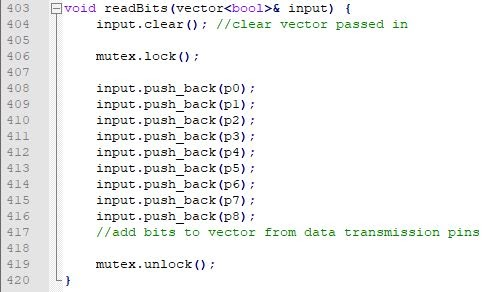 403 void readBits(vector<bool>& input) {
404 input.clear(); //clear vector passed in
405
406 mutex.lock();
407
408 input.push_back(p0);
409 input.push_back(p1);
410 input.push_back(p2);
411 input.push_back(p3);
412 input.push_back(p4);
413 input.push_back(p5);
414 input.push_back(p6);
415 input.push_back(p7);
416 input.push_back(p8);
417 //add bits to vector from data transmission pins
418
419 mutex.unlock();
420 }